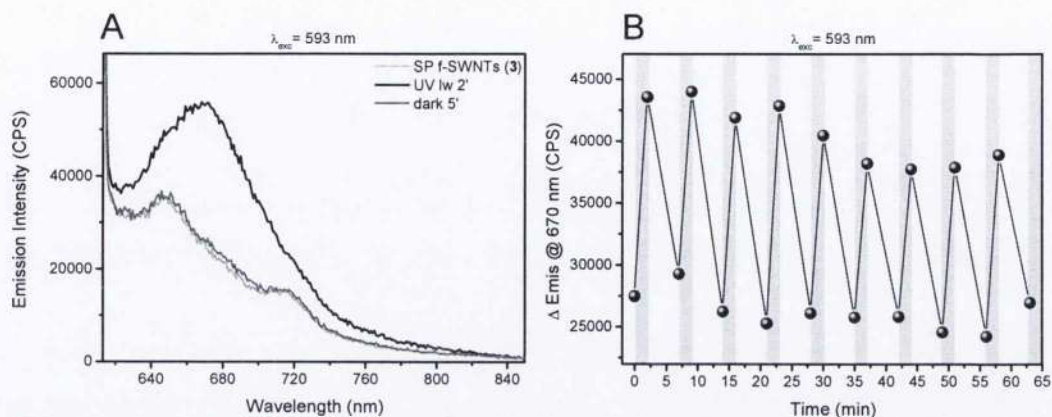 A
λexc= 593 nm
SP f-SWNTs (3)
UV lw 2'
dark 5'
Emission Intensity (CPS)
60000
40000
20000
0
640
680
720
760
800
840
Wavelength (nm)
B
λexc= 593 nm
Δ Emis @ 670 nm (CPS)
45000
40000
35000
30000
25000
0 5 10 15 20 25 30 35 40 45 50 55 60 65
Time (min)